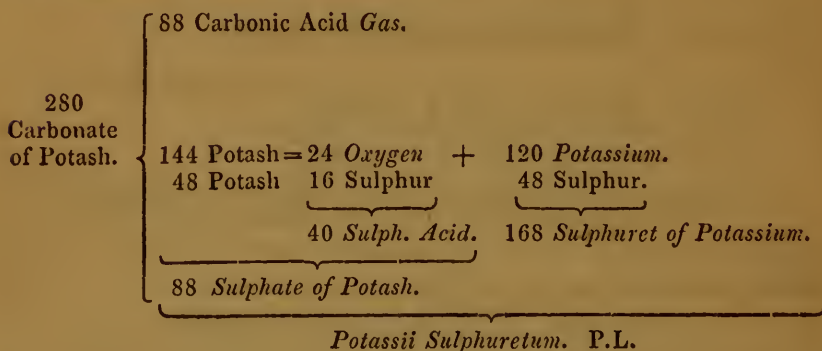 88 Carbonic Acid Gas.
280
Carbonate
of Potash.
144 Potash = 24 Oxygen + 120 Potassium.
48 Potash 16 Sulphur 48 Sulphur.
40 Sulph. Acid. 168 Sulphuret of Potassium.
88 Sulphate of Potash.
Potassii Sulphuretum. P.L.